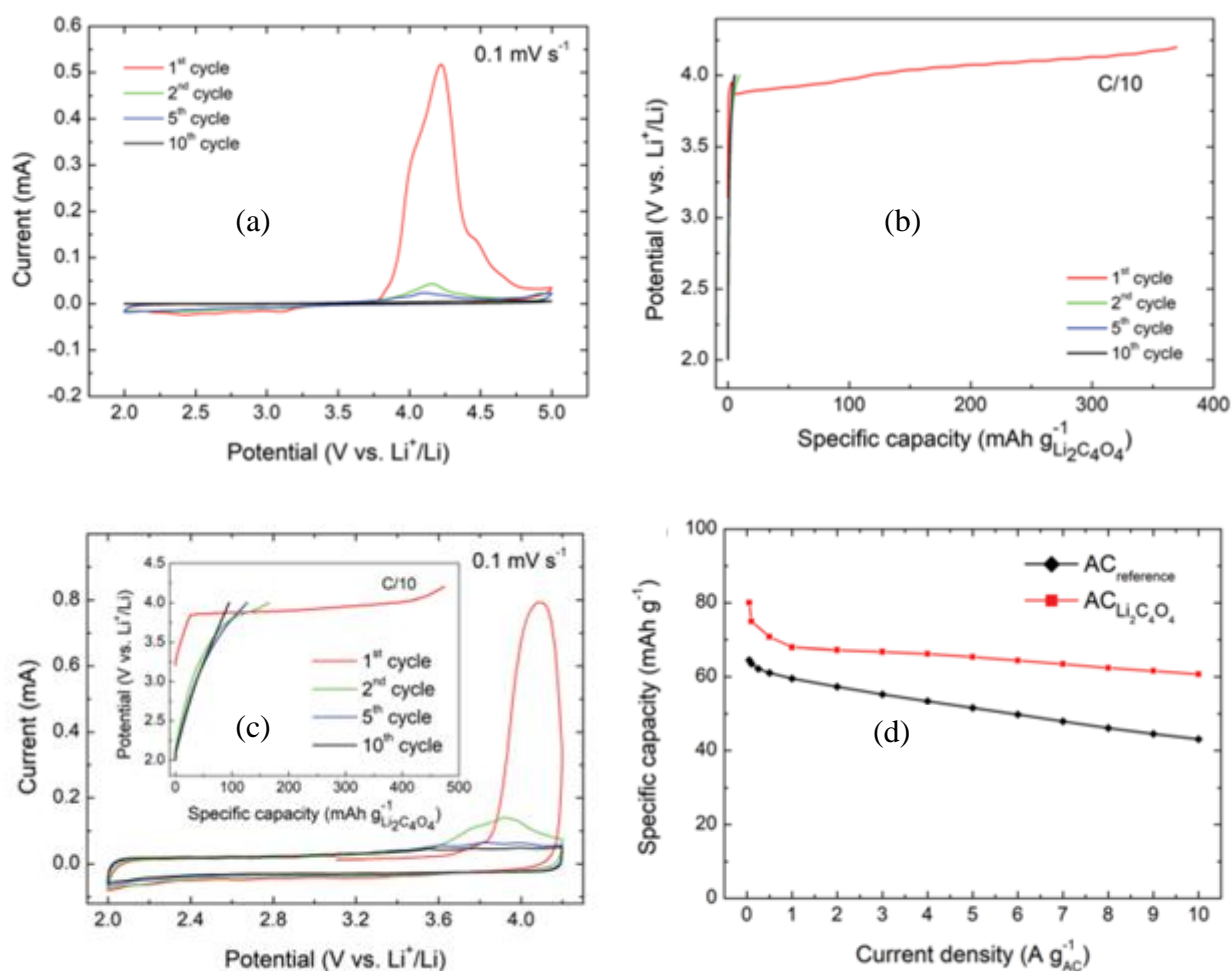 0.6
0.5
0.4
0.3
0.2
0.1
0.0
-0.1
-0.2
Current (mA)
0.1 mV s⁻¹
1ˢᵗ cycle
2ⁿᵈ cycle
5ᵗʰ cycle
10ᵗʰ cycle
(a)
2.0 2.5 3.0 3.5 4.0 4.5 5.0
Potential (V vs. Li⁺/Li)
4.0
3.5
3.0
2.5
2.0
Potential (V vs. Li⁺/Li)
C/10
(b)
1ˢᵗ cycle
2ⁿᵈ cycle
5ᵗʰ cycle
10ᵗʰ cycle
0 100 200 300 400
Specific capacity (mAh g⁻¹ Li₂C₄O₄)
0.8
0.6
0.4
0.2
0.0
Current (mA)
0.1 mV s⁻¹
4.5
4.0
3.5
3.0
2.5
2.0
Potential (V vs. Li⁺/Li)
C/10
1ˢᵗ cycle
2ⁿᵈ cycle
5ᵗʰ cycle
10ᵗʰ cycle
(c)
0 100 200 300 400 500
Specific capacity (mAh g⁻¹ Li₂C₄O₄)
2.0 2.4 2.8 3.2 3.6 4.0
Potential (V vs. Li⁺/Li)
100
80
60
40
20
0
Specific capacity (mAh g⁻¹)
AC reference
AC Li₂C₄O₄
(d)
0 1 2 3 4 5 6 7 8 9 10
Current density (A g⁻¹ AC)